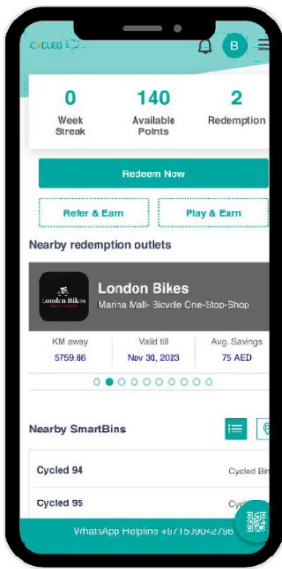 CYCLED
B
0
140
2
Week Streak
Available Points
Redemption
Redeem Now
Refer & Earn
Play & Earn
Nearby redemption outlets
London Bikes
London Bikes
Marina Mall- Bicycle One-Stop-Shop
KM away
Valid till
Avg. Savings
5759.66
Nov 30, 2023
75 AED
Nearby SmartBins
Cycled 94
Cycled Bin
Cycled 95
WhatsApp Helpline